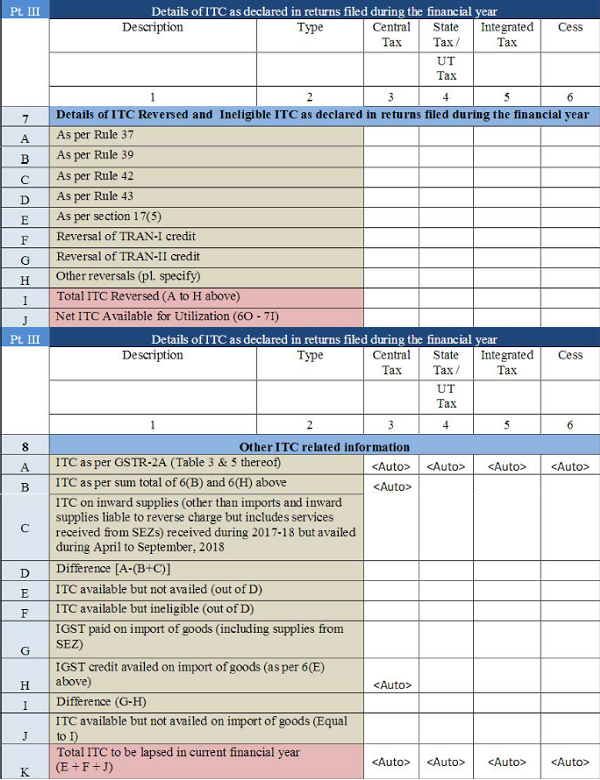 Pt. III Details of ITC as declared in returns filed during the financial year
Description Type Central State Integrated Cess
Tax Tax / Tax
UT
Tax
1 2 3 4 5 6
7 Details of ITC Reversed and Ineligible ITC as declared in returns filed during the financial year
A As per Rule 37
B As per Rule 39
C As per Rule 42
D As per Rule 43
E As per section 17(5)
F Reversal of TRAN-I credit
G Reversal of TRAN-II credit
H Other reversals (pl. specify)
I Total ITC Reversed (A to H above)
J Net ITC Available for Utilization (6O - 7I)
Pt. III Details of ITC as declared in returns filed during the financial year
Description Type Central State Integrated Cess
Tax Tax / Tax
UT
Tax
1 2 3 4 5 6
8 Other ITC related information
A ITC as per GSTR-2A (Table 3 & 5 thereof) <Auto> <Auto> <Auto> <Auto>
B ITC as per sum total of 6(B) and 6(H) above <Auto>
ITC on inward supplies (other than imports and inward
supplies liable to reverse charge but includes services
C received from SEZs) received during 2017-18 but availed
during April to September, 2018
D Difference [A-(B+C)]
E ITC available but not availed (out of D)
F ITC available but ineligible (out of D)
IGST paid on import of goods (including supplies from
G SEZ)
IGST credit availed on import of goods (as per 6(E)
H above) <Auto>
I Difference (G-H)
ITC available but not availed on import of goods (Equal
J to I)
Total ITC to be lapsed in current financial year
K (E + F + J) <Auto> <Auto> <Auto> <Auto>